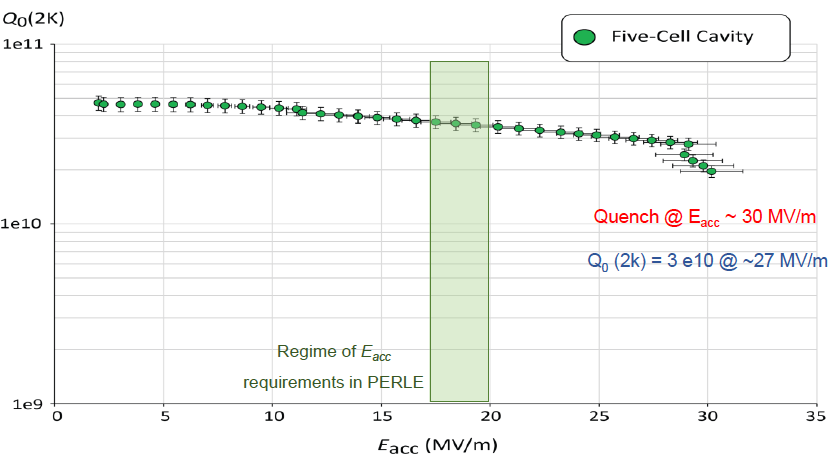 Q0(2K)
1e11
Five-Cell Cavity
1e10
Quench @ Eacc ~ 30 MV/m
Q0 (2k) = 3 e10 @ ~27 MV/m
Regime of Eacc
requirements in PERLE
1e9
0 5 10 15 20 25 30 35
Eacc (MV/m)